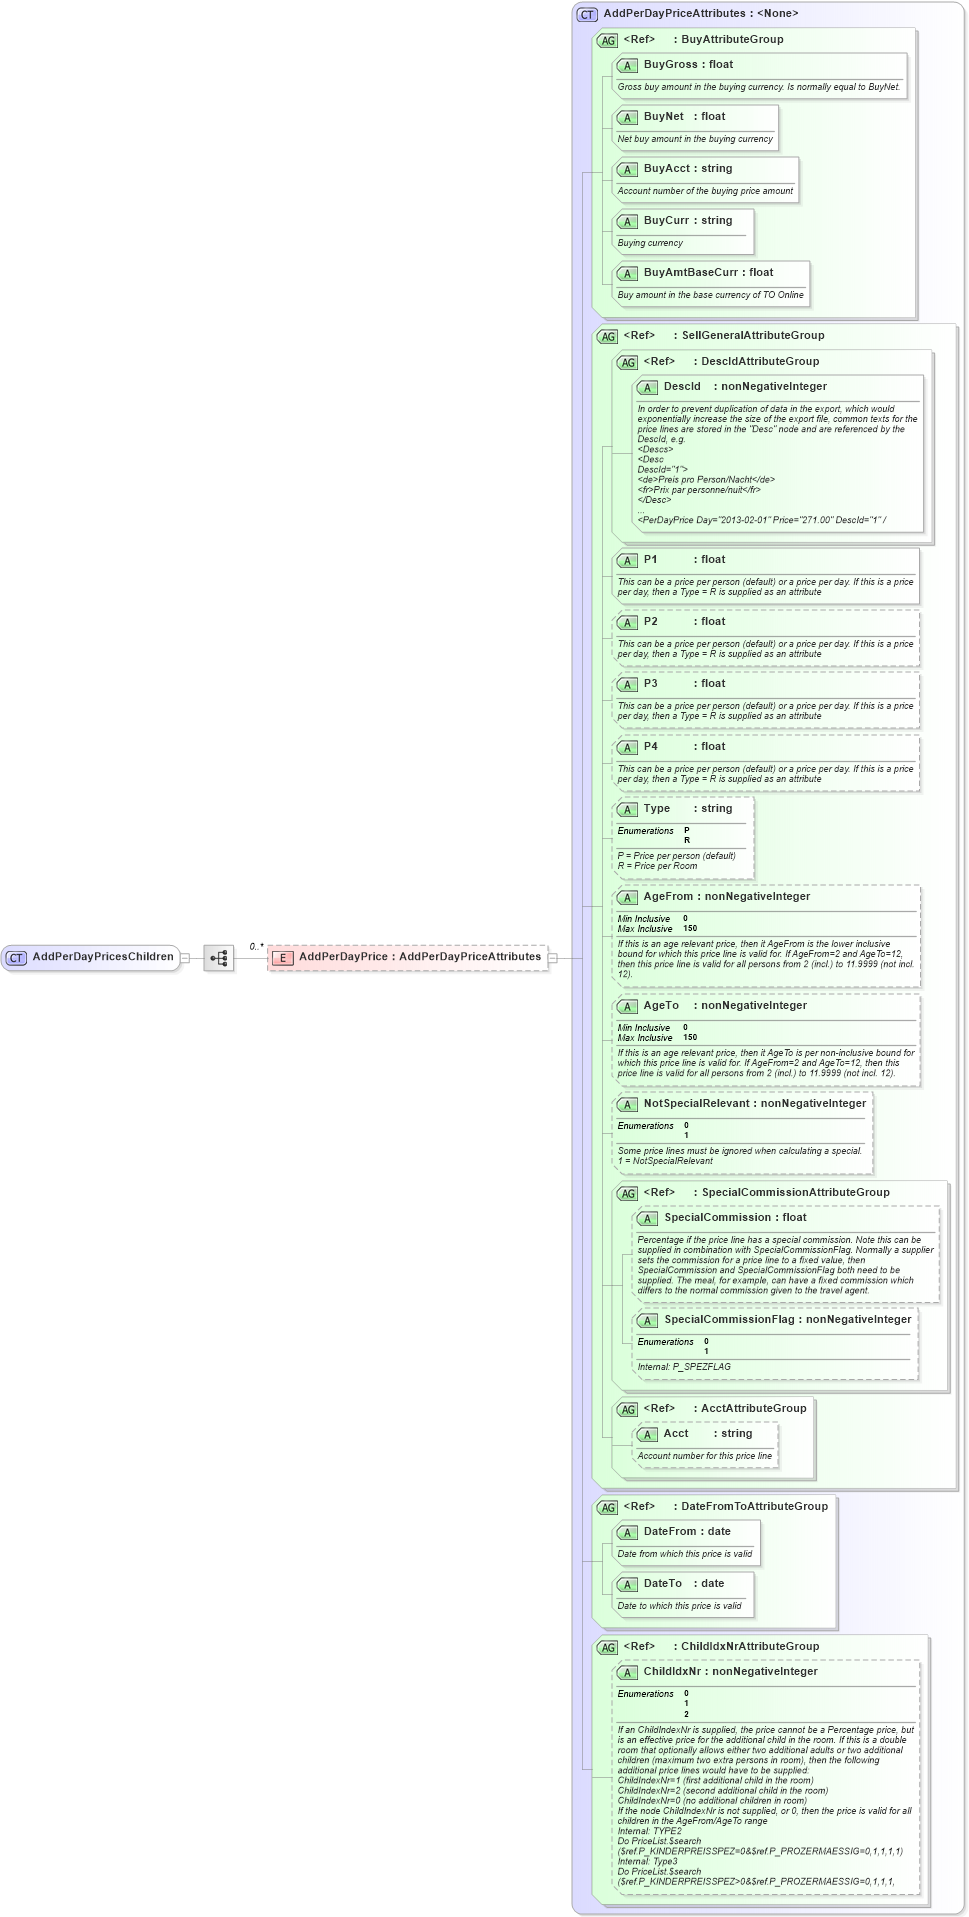 CT AddPerDayPriceAttributes : <None>
AG <Ref> : BuyAttributeGroup
A BuyGross : float
Gross buy amount in the buying currency. Is normally equal to BuyNet.
A BuyNet : float
Net buy amount in the buying currency
A BuyAcct : string
Account number of the buying price amount
A BuyCurr : string
Buying currency
A BuyAmtBaseCurr : float
Buy amount in the base currency of TO Online
AG <Ref> : SellGeneralAttributeGroup
AG <Ref> : DescIdAttributeGroup
A DescId : nonNegativeInteger
In order to prevent duplication of data in the export, which would
exponentially increase the size of the export file, common texts for the
price lines are stored in the "Desc" node and are referenced by the
DescId, e.g.
<Descs>
<Desc
DescId="1">
<de>Preis pro Person/Nacht</de>
<fr>Prix par personne/nuit</fr>
</Desc>
...
<PerDayPrice Day="2013-02-01" Price="271.00" DescId="1" /
A P1 : float
This can be a price per person (default) or a price per day. If this is a price
per day, then a Type = R is supplied as an attribute
A P2 : float
This can be a price per person (default) or a price per day. If this is a price
per day, then a Type = R is supplied as an attribute
A P3 : float
This can be a price per person (default) or a price per day. If this is a price
per day, then a Type = R is supplied as an attribute
A P4 : float
This can be a price per person (default) or a price per day. If this is a price
per day, then a Type = R is supplied as an attribute
A Type : string
Enumerations P
R
P = Price per person (default)
R = Price per Room
A AgeFrom : nonNegativeInteger
Min Inclusive 0
Max Inclusive 150
If this is an age relevant price, then it AgeFrom is the lower inclusive
bound for which this price line is valid for. If AgeFrom=2 and AgeTo=12,
then this price line is valid for all persons from 2 (incl.) to 11.9999 (not incl.
12).
CT AddPerDayPricesChildren
0..*
E AddPerDayPrice : AddPerDayPriceAttributes
A AgeTo : nonNegativeInteger
Min Inclusive 0
Max Inclusive 150
If this is an age relevant price, then it AgeTo is per non-inclusive bound for
which this price line is valid for. If AgeFrom=2 and AgeTo=12, then this
price line is valid for all persons from 2 (incl.) to 11.9999 (not incl. 12).
A NotSpecialRelevant : nonNegativeInteger
Enumerations 0
1
Some price lines must be ignored when calculating a special.
1 = NotSpecialRelevant
AG <Ref> : SpecialCommissionAttributeGroup
A SpecialCommission : float
Percentage if the price line has a special commission. Note this can be
supplied in combination with SpecialCommissionFlag. Normally a supplier
sets the commission for a price line to a fixed value, then
SpecialCommission and SpecialCommissionFlag both need to be
supplied. The meal, for example, can have a fixed commission which
differs to the normal commission given to the travel agent.
A SpecialCommissionFlag : nonNegativeInteger
Enumerations 0
1
Internal: P_SPEZFLAG
AG <Ref> : AcctAttributeGroup
A Acct : string
Account number for this price line
AG <Ref> : DateFromToAttributeGroup
A DateFrom : date
Date from which this price is valid
A DateTo : date
Date to which this price is valid
AG <Ref> : ChildIdxNrAttributeGroup
A ChildIdxNr : nonNegativeInteger
Enumerations 0
1
2
If an ChildIndexNr is supplied, the price cannot be a Percentage price, but
is an effective price for the additional child in the room. If this is a double
room that optionally allows either two additional adults or two additional
children (maximum two extra persons in room), then the following
additional price lines would have to be supplied:
ChildIndexNr=1 (first additional child in the room)
ChildIndexNr=2 (second additional child in the room)
ChildIndexNr=0 (no additional children in room)
If the node ChildIndexNr is not supplied, or 0, then the price is valid for all
children in the AgeFrom/AgeTo range
Internal: TYPE2
Do PriceList.$search
($ref.P_KINDERPREISSPEZ=0&$ref.P_PROZERMAESSIG=0,1,1,1,1)
Internal: Type3
Do PriceList.$search
($ref.P_KINDERPREISSPEZ>0&$ref.P_PROZERMAESSIG=0,1,1,1,